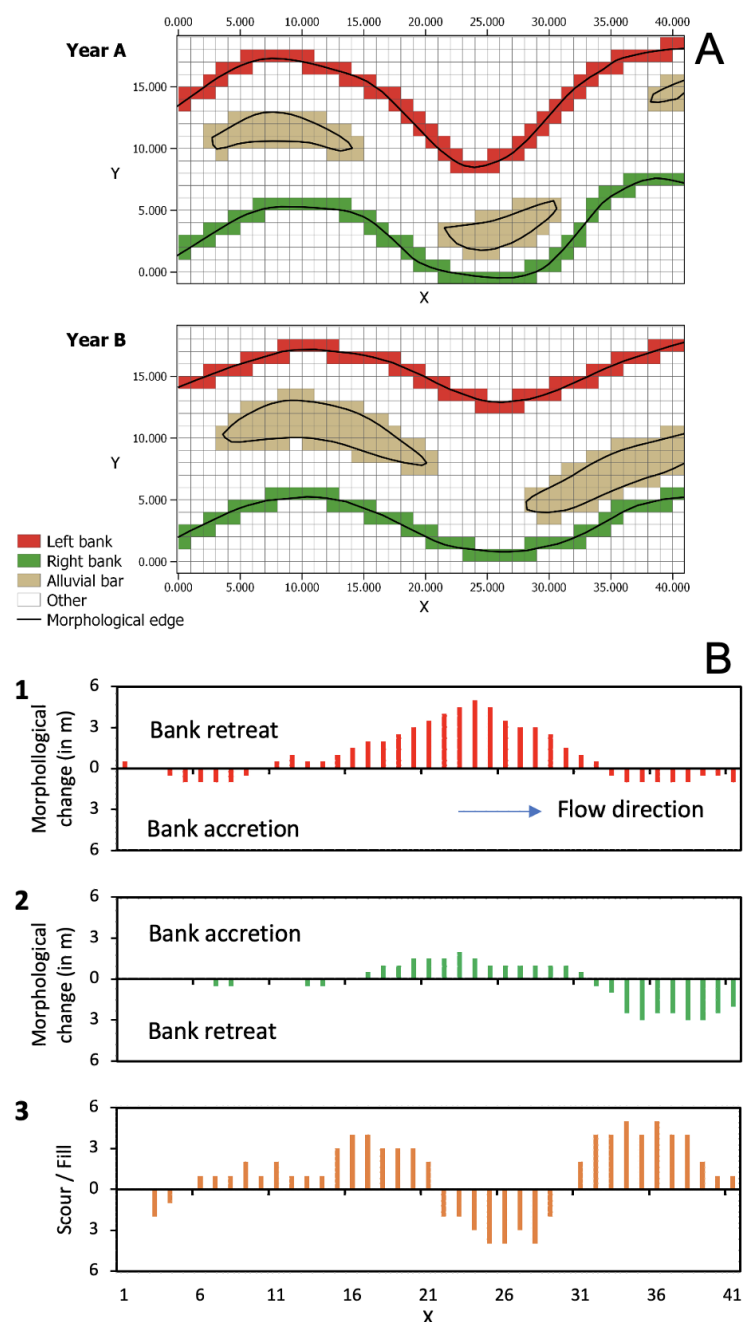 0.000 5.000 10.000 15.000 20.000 25.000 30.000 35.000 40.000
Year A
A
15.000
10.000
Y
5.000
0.000
X
Year B
15.000
10.000
Y
5.000
0.000
Left bank
Right bank
Alluvial bar
Other
Morphological edge
0.000 5.000 10.000 15.000 20.000 25.000 30.000 35.000 40.000
X
B
1
Morphollogical
change (in m)
6
3
0
3
6
Bank retreat
Flow direction
Bank accretion
2
Morphological
change (in m)
6
3
0
3
6
Bank accretion
Bank retreat
3
Scour / Fill
6
3
0
3
6
1 6 11 16 21 26 31 36 41
X